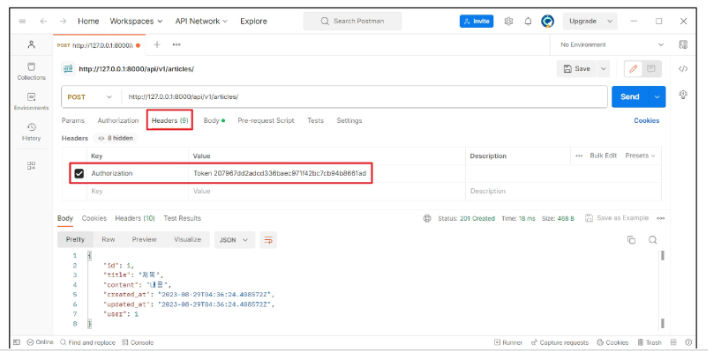 Home Workspaces API Network Explore Search Postman Invite Upgrade
POST http://127.0.0.1:8000/ No Environment
http://127.0.0.1:8000/api/v1/articles/ Save
POST http://127.0.0.1:8000/api/v1/articles/ Send
Params Authorization Headers (9) Body Pre-request Script Tests Settings Cookies
Headers 8 hidden
Key Value Description Bulk Edit Presets
Authorization Token 207967dd2adcd336baec971f42bc7cb94b8661ad
Key Value Description
Body Cookies Headers (10) Test Results Status: 201 Created Time: 18 ms Size: 468 B Save as Example
Pretty Raw Preview Visualize JSON
1 {
2 "id": 1,
3 "title": "제목",
4 "content": "내용",
5 "created_at": "2023-08-29T04:36:24.408572Z",
6 "updated_at": "2023-08-29T04:36:24.408572Z",
7 "user": 1
8 }
Collections
Environments
History
Online Find and replace Console Runner Capture requests Cookies Trash